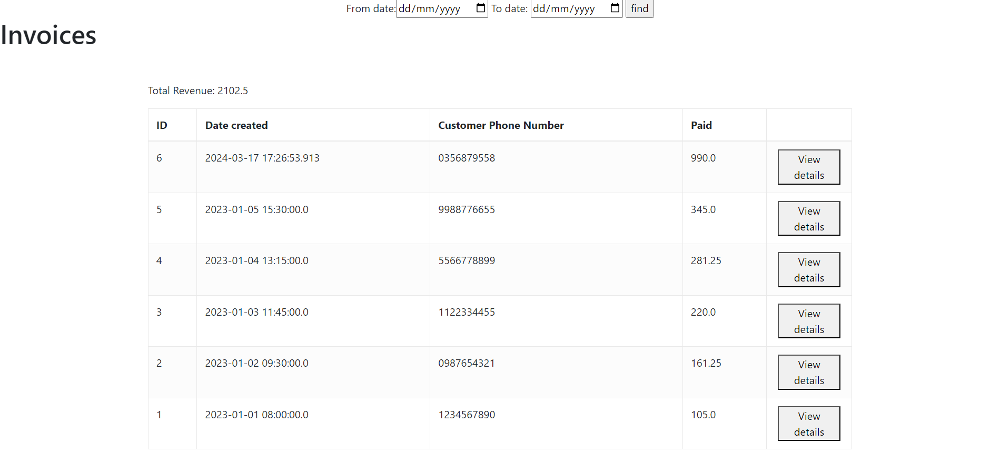 From date: dd/mm/yyyy To date: dd/mm/yyyy find
Invoices
Total Revenue: 2102.5
ID Date created Customer Phone Number Paid
6 2024-03-17 17:26:53.913 0356879558 990.0 View
details
5 2023-01-05 15:30:00.0 9988776655 345.0 View
details
4 2023-01-04 13:15:00.0 5566778899 281.25 View
details
3 2023-01-03 11:45:00.0 1122334455 220.0 View
details
2 2023-01-02 09:30:00.0 0987654321 161.25 View
details
1 2023-01-01 08:00:00.0 1234567890 105.0 View
details